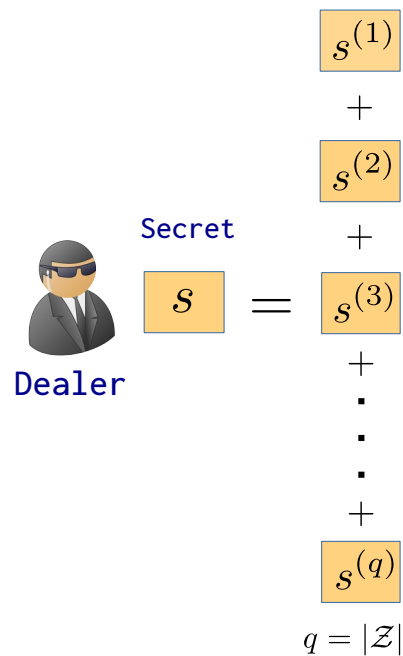 s^{(1)}
+
s^{(2)}
+
Secret
s = s^{(3)}
Dealer
+
.
.
.
+
s^{(q)}
q = |𝒵|